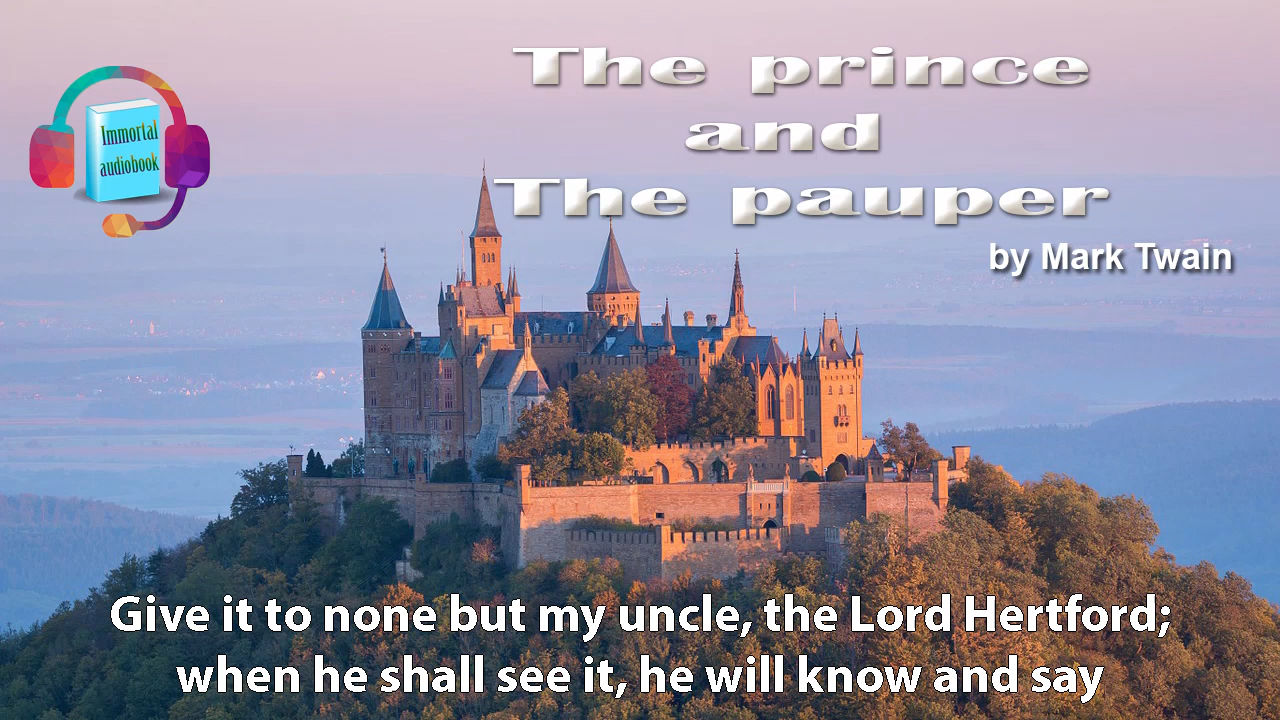 The prince
and
The pauper
by Mark Twain
Immortal
audiobook
Give it to none but my uncle, the Lord Hertford;
when he shall see it, he will know and say